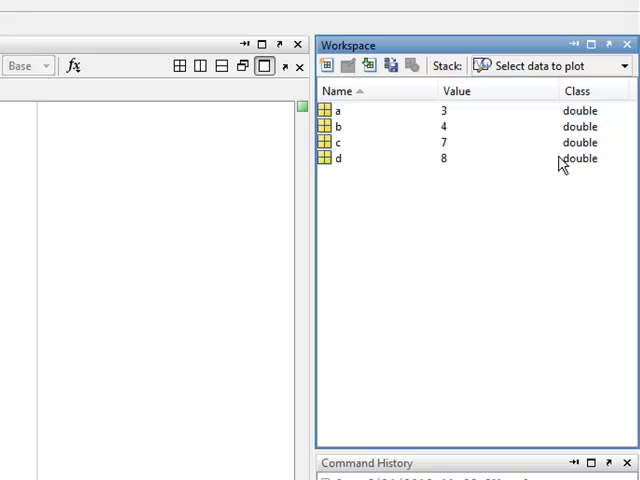 Workspace
Base
fx
Stack:
Select data to plot
Name
Value
Class
a
3
double
b
4
double
c
7
double
d
8
double
Command History